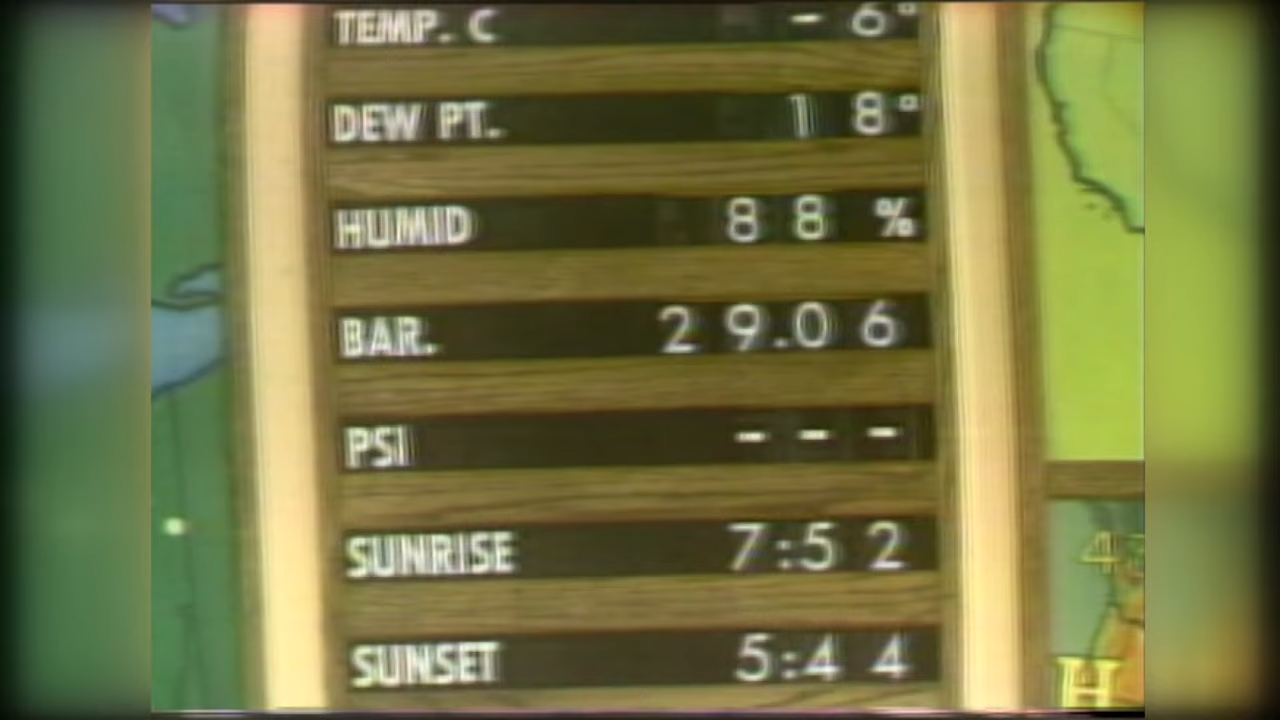 TEMP. C - 6°
DEW PT. 1 8°
HUMID 8 8 %
BAR. 2 9.0 6
PSI - - -
SUNRISE 7:5 2
SUNSET 5:4 4
H